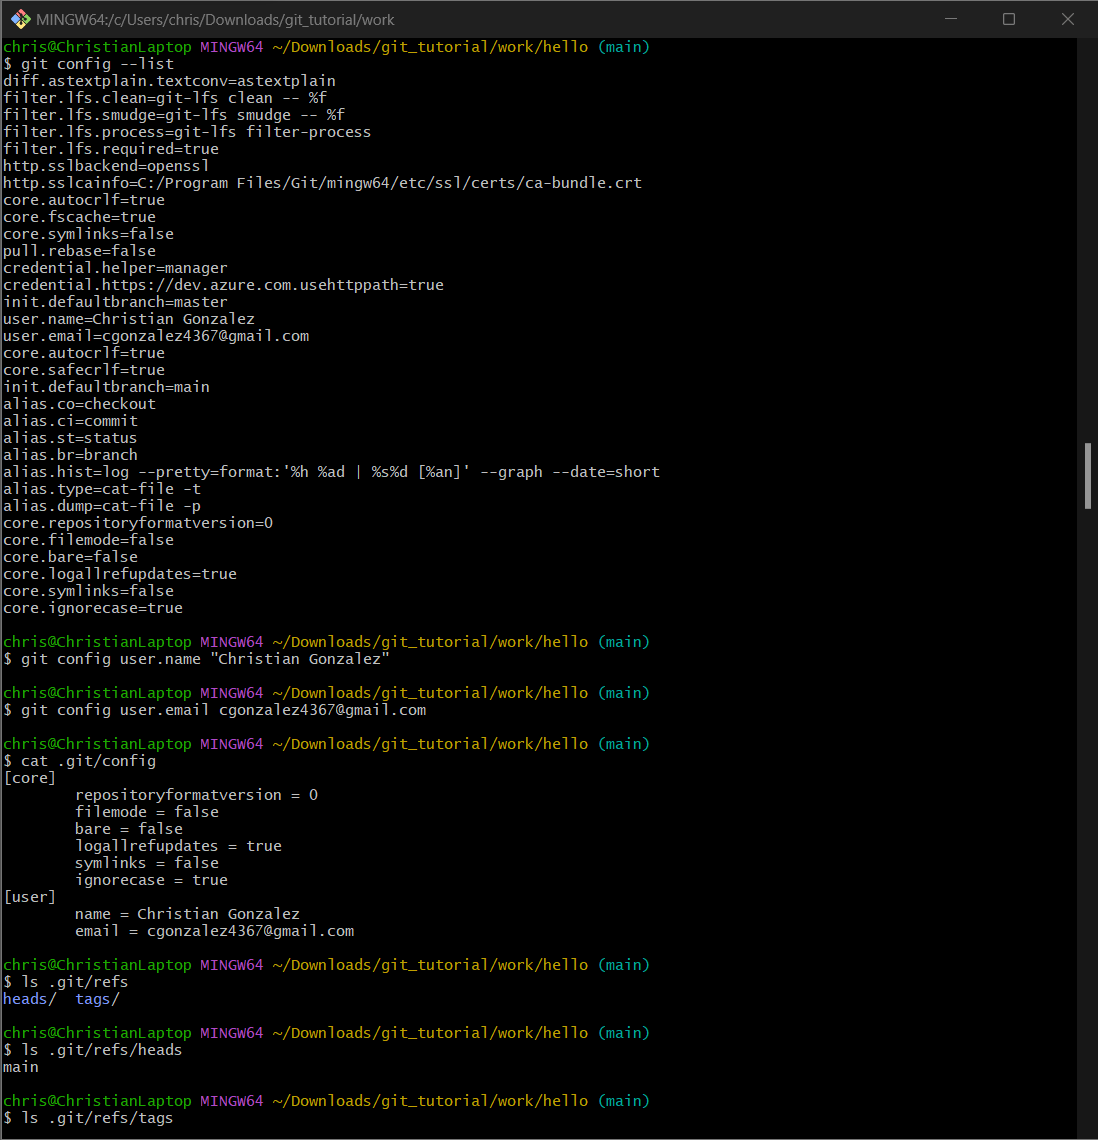 MINGW64:/c/Users/chris/Downloads/git_tutorial/work
chris@ChristianLaptop MINGW64 ~/Downloads/git_tutorial/work/hello (main)
$ git config --list
diff.astextplain.textconv=astextplain
filter.lfs.clean=git-lfs clean -- %f
filter.lfs.smudge=git-lfs smudge -- %f
filter.lfs.process=git-lfs filter-process
filter.lfs.required=true
http.sslbackend=openssl
http.sslcainfo=C:/Program Files/Git/mingw64/etc/ssl/certs/ca-bundle.crt
core.autocrlf=true
core.fscache=true
core.symlinks=false
pull.rebase=false
credential.helper=manager
credential.https://dev.azure.com.usehttppath=true
init.defaultbranch=master
user.name=Christian Gonzalez
user.email=cgonzalez4367@gmail.com
core.autocrlf=true
core.safecrlf=true
init.defaultbranch=main
alias.co=checkout
alias.ci=commit
alias.st=status
alias.br=branch
alias.hist=log --pretty=format:'%h %ad | %s%d [%an]' --graph --date=short
alias.type=cat-file -t
alias.dump=cat-file -p
core.repositoryformatversion=0
core.filemode=false
core.bare=false
core.logallrefupdates=true
core.symlinks=false
core.ignorecase=true
chris@ChristianLaptop MINGW64 ~/Downloads/git_tutorial/work/hello (main)
$ git config user.name "Christian Gonzalez"
chris@ChristianLaptop MINGW64 ~/Downloads/git_tutorial/work/hello (main)
$ git config user.email cgonzalez4367@gmail.com
chris@ChristianLaptop MINGW64 ~/Downloads/git_tutorial/work/hello (main)
$ cat .git/config
[core]
        repositoryformatversion = 0
        filemode = false
        bare = false
        logallrefupdates = true
        symlinks = false
        ignorecase = true
[user]
        name = Christian Gonzalez
        email = cgonzalez4367@gmail.com
chris@ChristianLaptop MINGW64 ~/Downloads/git_tutorial/work/hello (main)
$ ls .git/refs
heads/  tags/
chris@ChristianLaptop MINGW64 ~/Downloads/git_tutorial/work/hello (main)
$ ls .git/refs/heads
main
chris@ChristianLaptop MINGW64 ~/Downloads/git_tutorial/work/hello (main)
$ ls .git/refs/tags